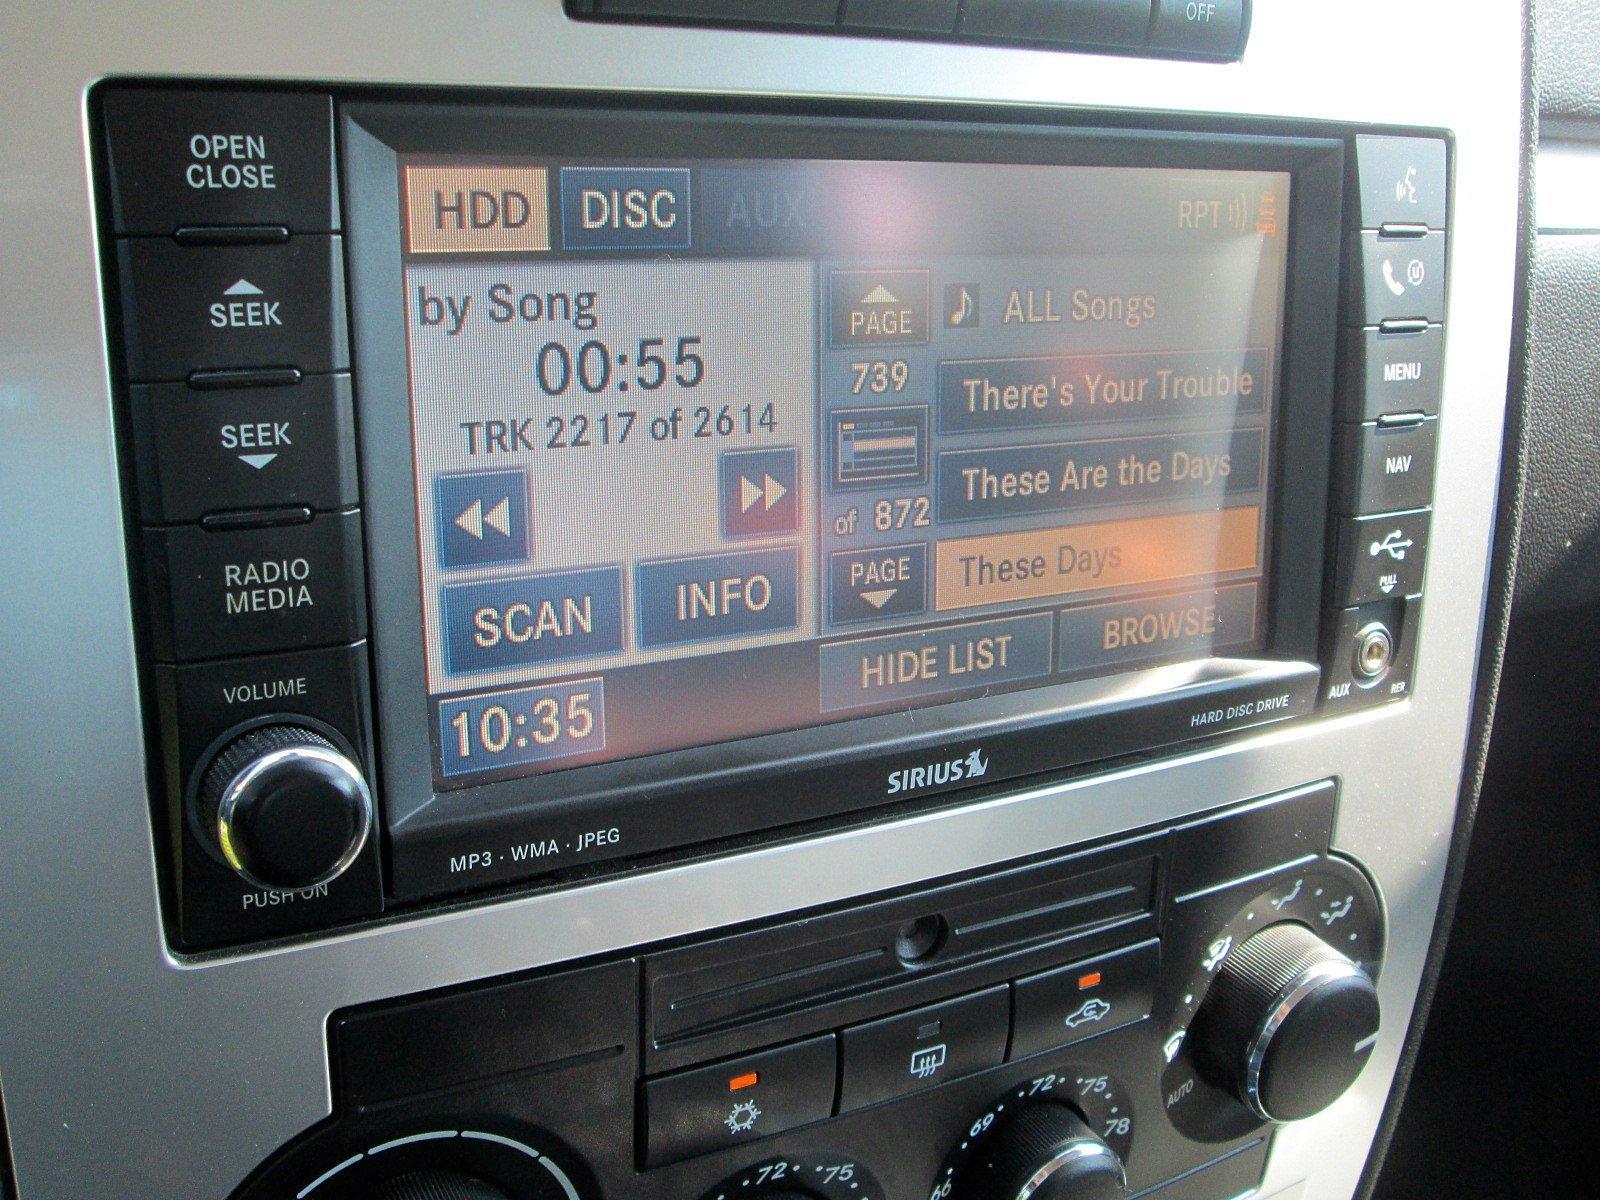 OFF
OPEN
CLOSE
SEEK
SEEK
RADIO
MEDIA
VOLUME
PUSH ON
HDD
DISC
AUX
RPT
by Song
00:55
TRK 2217 of 2614
SCAN
INFO
10:35
PAGE
739
of 872
PAGE
ALL Songs
There's Your Trouble
These Are the Days
These Days
HIDE LIST
BROWSE
MENU
NAV
PULL
AUX
RER
MP3 · WMA · JPEG
SIRIUS
HARD DISC DRIVE
AUTO
72 75
66 69 72 75 78